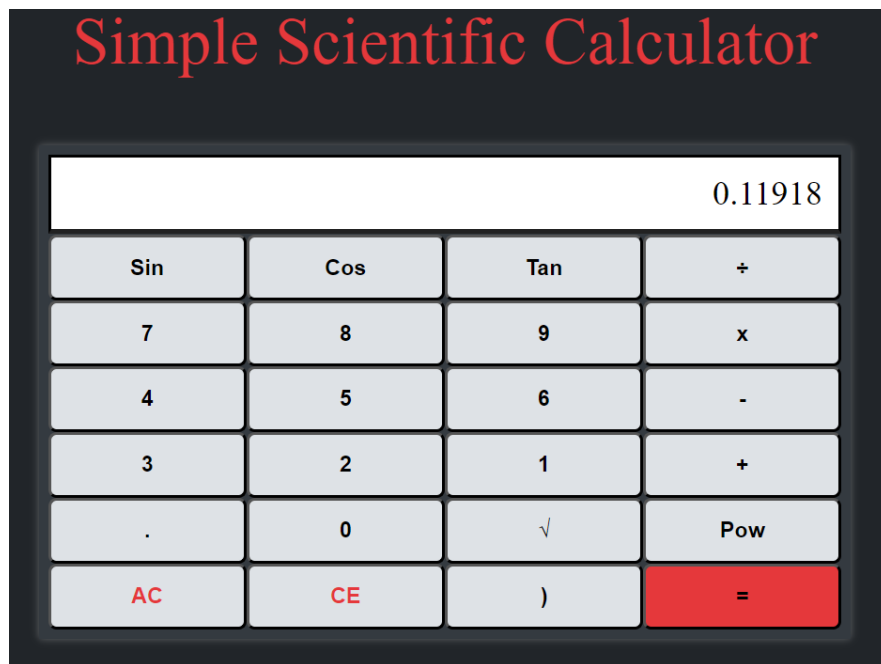 Simple Scientific Calculator
0.11918
Sin Cos Tan ÷
7 8 9 x
4 5 6 -
3 2 1 +
. 0 √ Pow
AC CE ) =